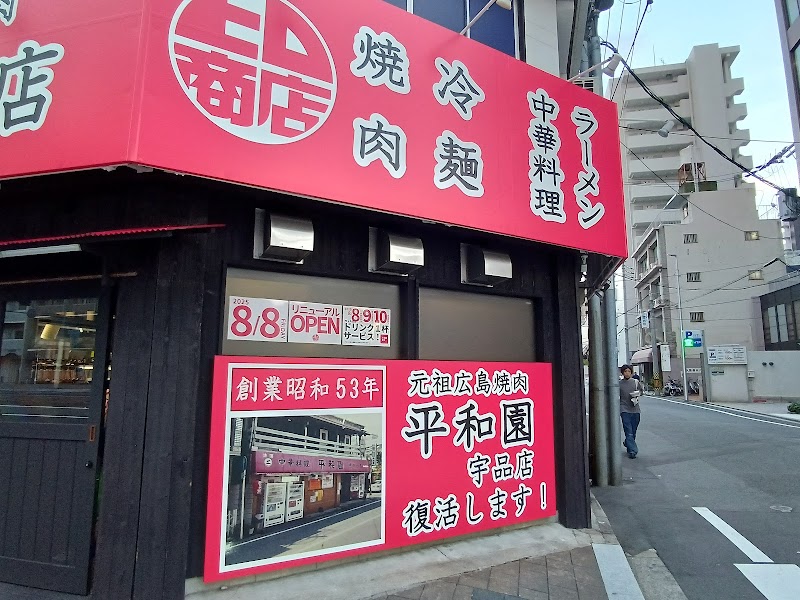 店
商店
焼肉
冷麺
中華料理
ラーメン
2025
8/8
リニューアル
OPEN
8/9/10
ドリンク1杯
サービス!
創業昭和53年
中華料理 平和園
元祖広島焼肉
平和園
宇品店
復活します!
P